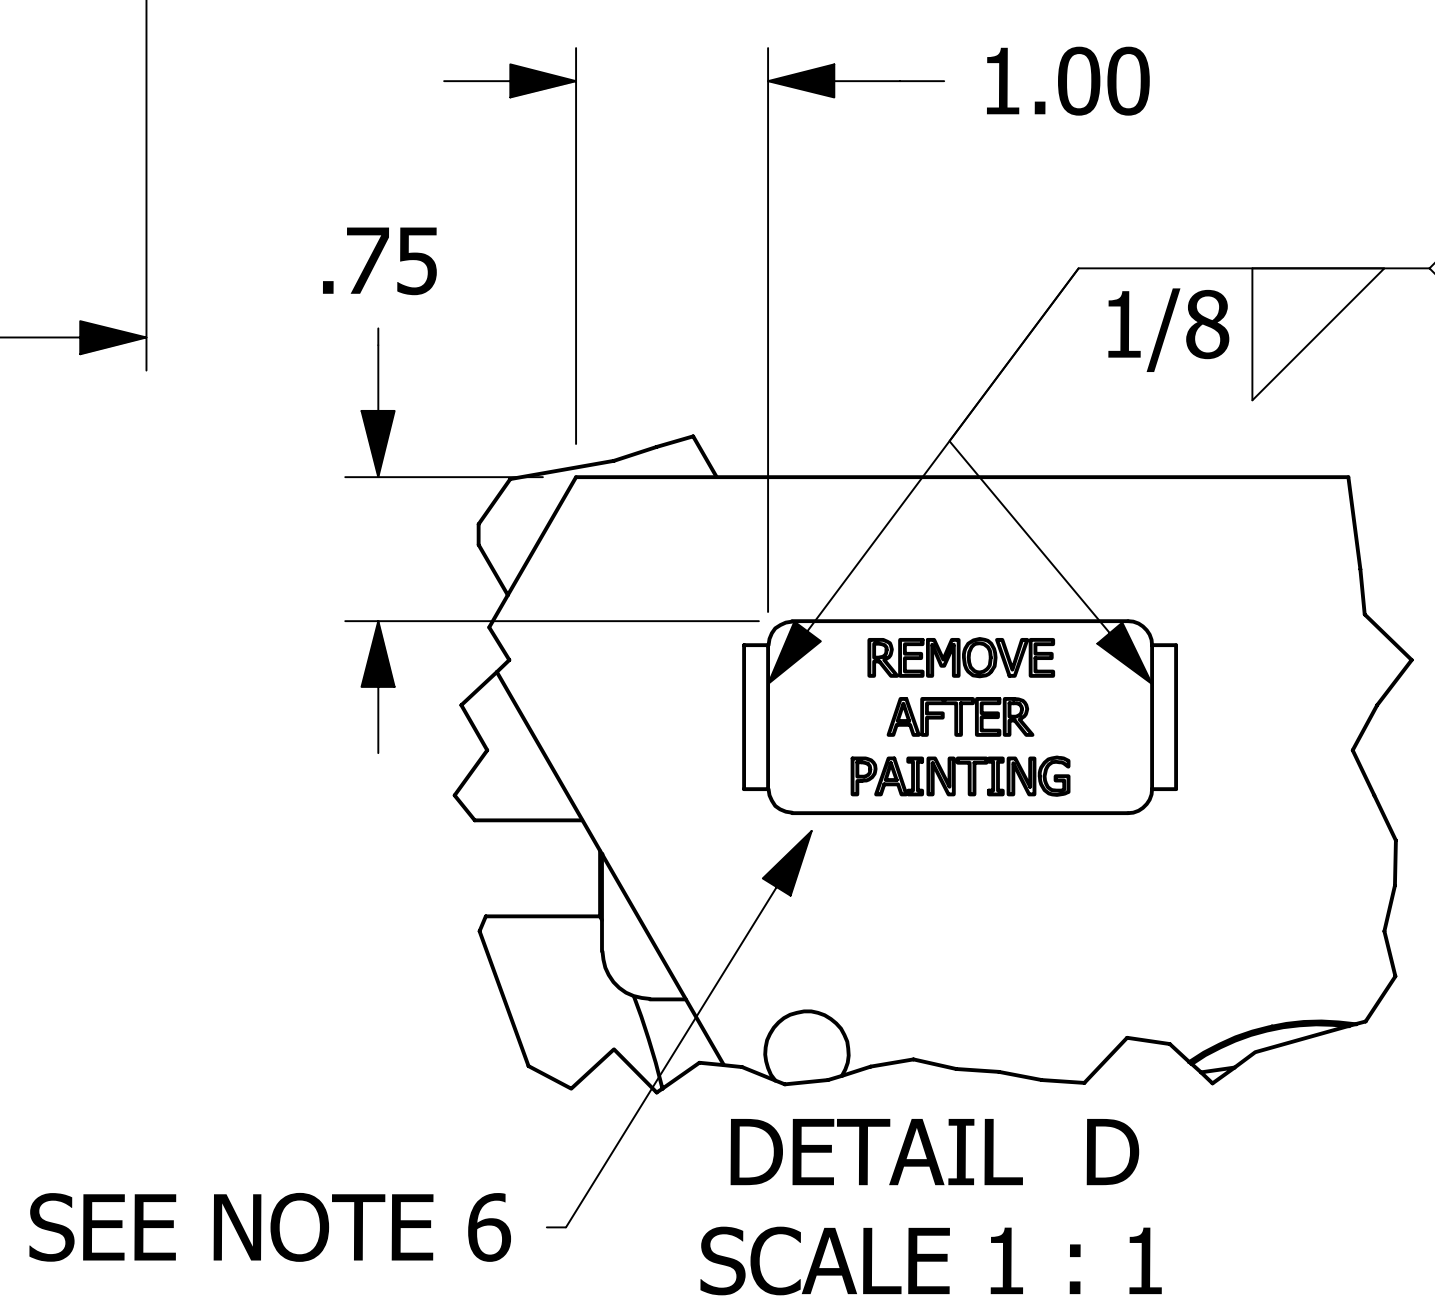 1.00
.75
1/8
REMOVE
AFTER
PAINTING
DETAIL D
SEE NOTE 6
SCALE 1 : 1